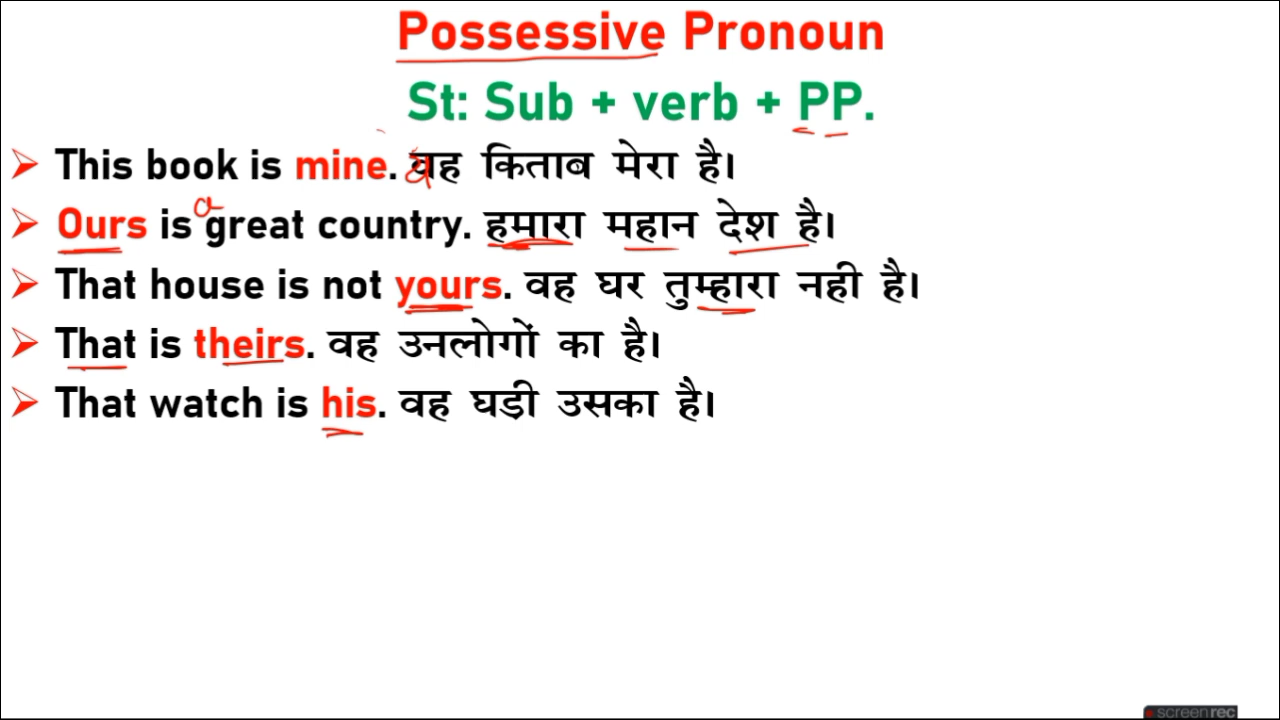 Possessive Pronoun
St: Sub + verb + PP.
➢ This book is mine. वह किताब मेरा है।
➢ Ours is a great country. हमारा महान देश है।
➢ That house is not yours. वह घर तुम्हारा नही है।
➢ That is theirs. वह उनलोगों का है।
➢ That watch is his. वह घड़ी उसका है।
screenrec